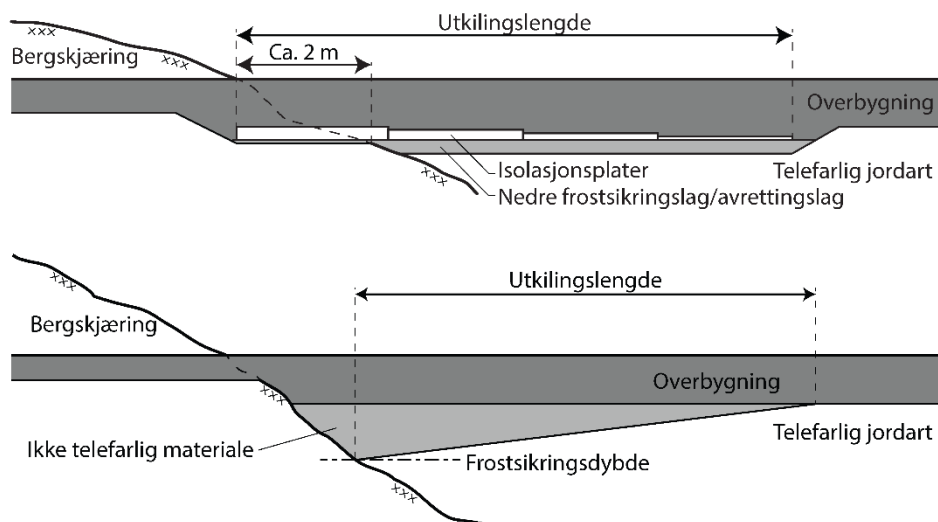 Utkilingslengde
Bergskjæring
Ca. 2 m
Overbygning
Isolasjonsplater
Telefarlig jordart
Nedre frostsikringslag/avrettingslag
Utkilingslengde
Bergskjæring
Overbygning
Telefarlig jordart
Ikke telefarlig materiale
Frostsikringsdybde